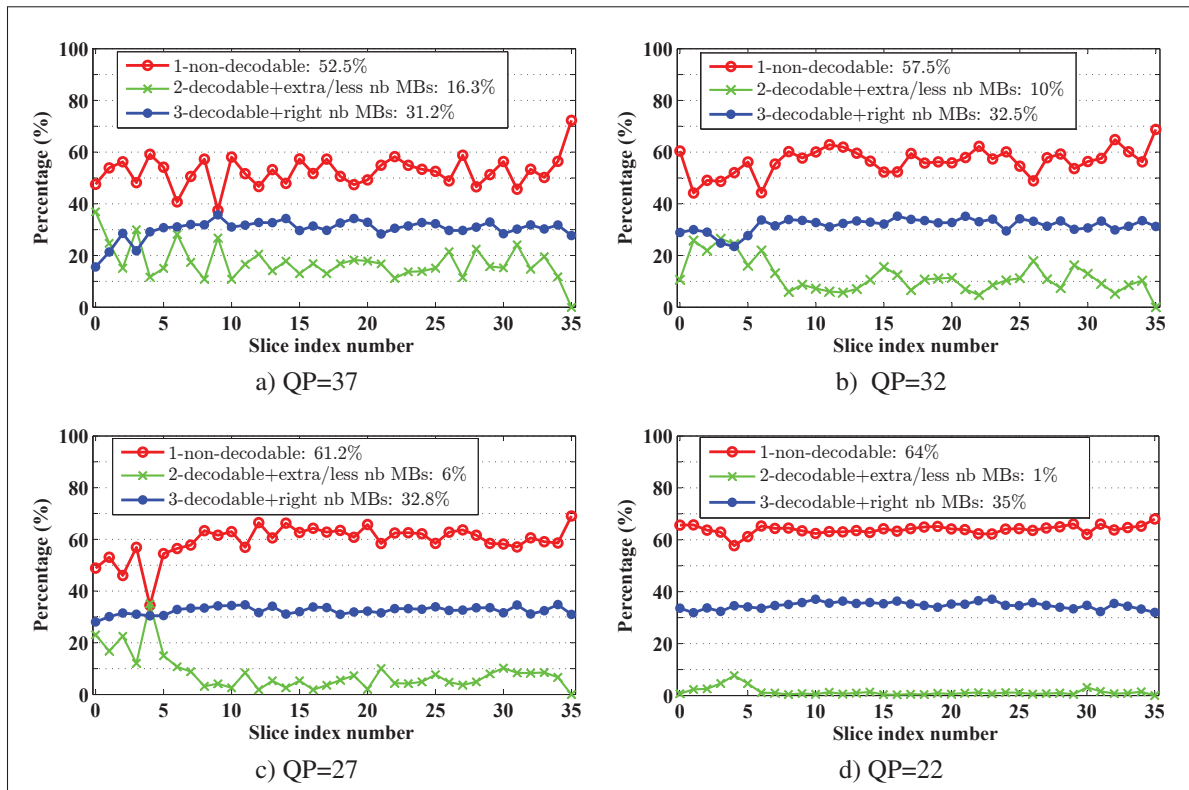 100
80
60
40
20
0
Percentage (%)
1-non-decodable: 52.5%
2-decodable+extra/less nb MBs: 16.3%
3-decodable+right nb MBs: 31.2%
0 5 10 15 20 25 30 35
Slice index number
a) QP=37
100
80
60
40
20
0
Percentage (%)
1-non-decodable: 57.5%
2-decodable+extra/less nb MBs: 10%
3-decodable+right nb MBs: 32.5%
0 5 10 15 20 25 30 35
Slice index number
b) QP=32
100
80
60
40
20
0
Percentage (%)
1-non-decodable: 61.2%
2-decodable+extra/less nb MBs: 6%
3-decodable+right nb MBs: 32.8%
0 5 10 15 20 25 30 35
Slice index number
c) QP=27
100
80
60
40
20
0
Percentage (%)
1-non-decodable: 64%
2-decodable+extra/less nb MBs: 1%
3-decodable+right nb MBs: 35%
0 5 10 15 20 25 30 35
Slice index number
d) QP=22